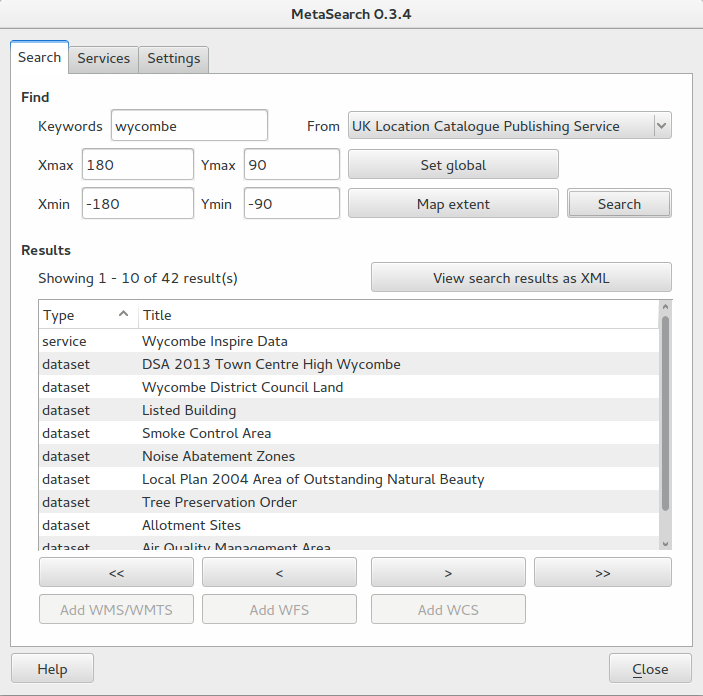 MetaSearch 0.3.4
Search Services Settings
Find
Keywords wycombe From UK Location Catalogue Publishing Service
Xmax 180 Ymax 90 Set global
Xmin -180 Ymin -90 Map extent Search
Results
Showing 1 - 10 of 42 result(s) View search results as XML
Type Title
service Wycombe Inspire Data
dataset DSA 2013 Town Centre High Wycombe
dataset Wycombe District Council Land
dataset Listed Building
dataset Smoke Control Area
dataset Noise Abatement Zones
dataset Local Plan 2004 Area of Outstanding Natural Beauty
dataset Tree Preservation Order
dataset Allotment Sites
dataset Air Quality Management Area
<< < > >>
Add WMS/WMTS Add WFS Add WCS
Help Close